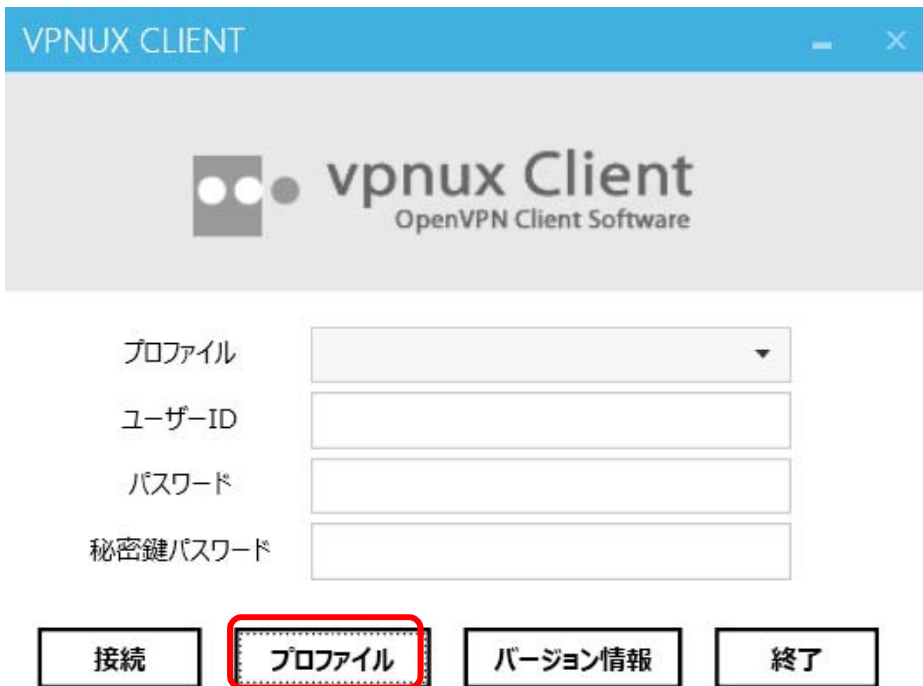 VPNUX CLIENT
vpnux Client
OpenVPN Client Software
プロファイル
ユーザーID
パスワード
秘密鍵パスワード
接続 プロファイル バージョン情報 終了